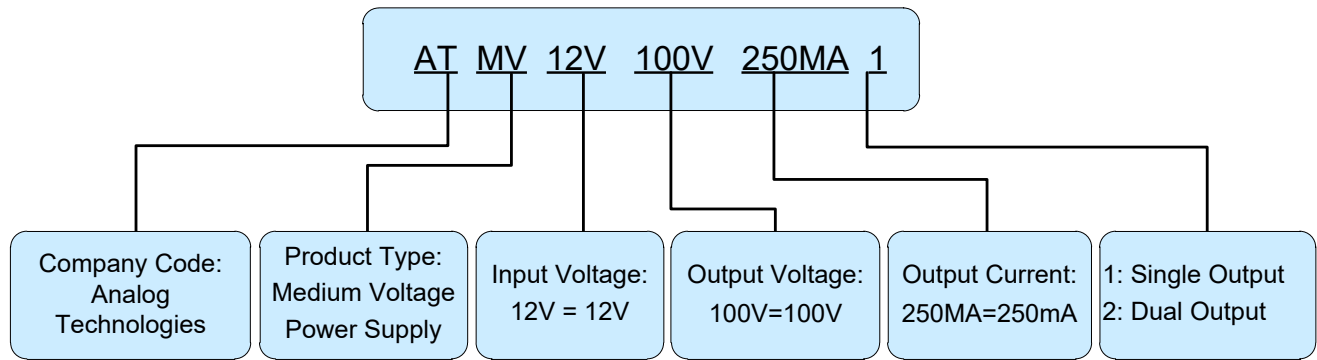 AT MV 12V 100V 250MA 1
Company Code:
Analog
Technologies
Product Type:
Medium Voltage
Power Supply
Input Voltage:
12V = 12V
Output Voltage:
100V=100V
Output Current:
250MA=250mA
1: Single Output
2: Dual Output